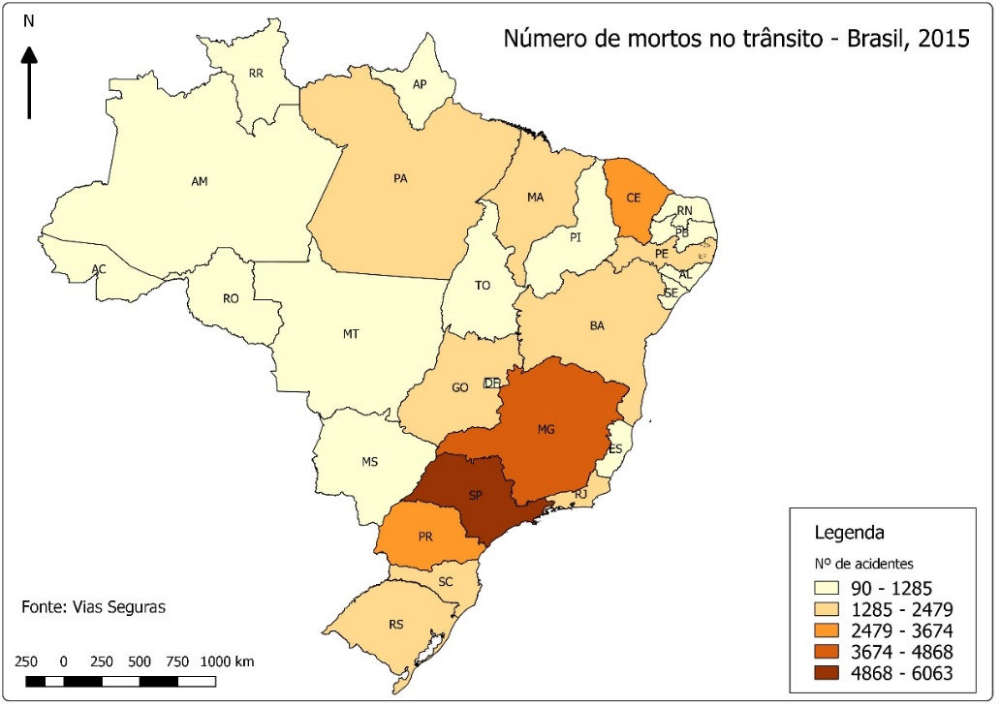 N
Número de mortos no trânsito - Brasil, 2015
RR
AP
AM
PA
MA
CE
RN
PB
PI
PE
AC
TO
AL
RO
SE
BA
MT
GO
DF
MG
MS
ES
SP
RJ
PR
SC
RS
Fonte: Vias Seguras
250 0 250 500 750 1000 km
Legenda
Nº de acidentes
90 - 1285
1285 - 2479
2479 - 3674
3674 - 4868
4868 - 6063